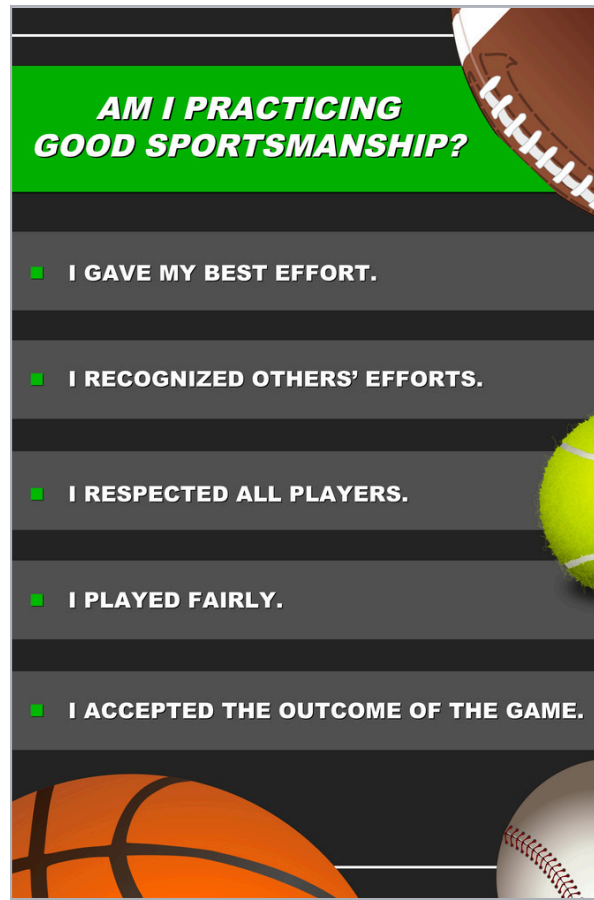 AM I PRACTICING
GOOD SPORTSMANSHIP?
I GAVE MY BEST EFFORT.
I RECOGNIZED OTHERS’ EFFORTS.
I RESPECTED ALL PLAYERS.
I PLAYED FAIRLY.
I ACCEPTED THE OUTCOME OF THE GAME.